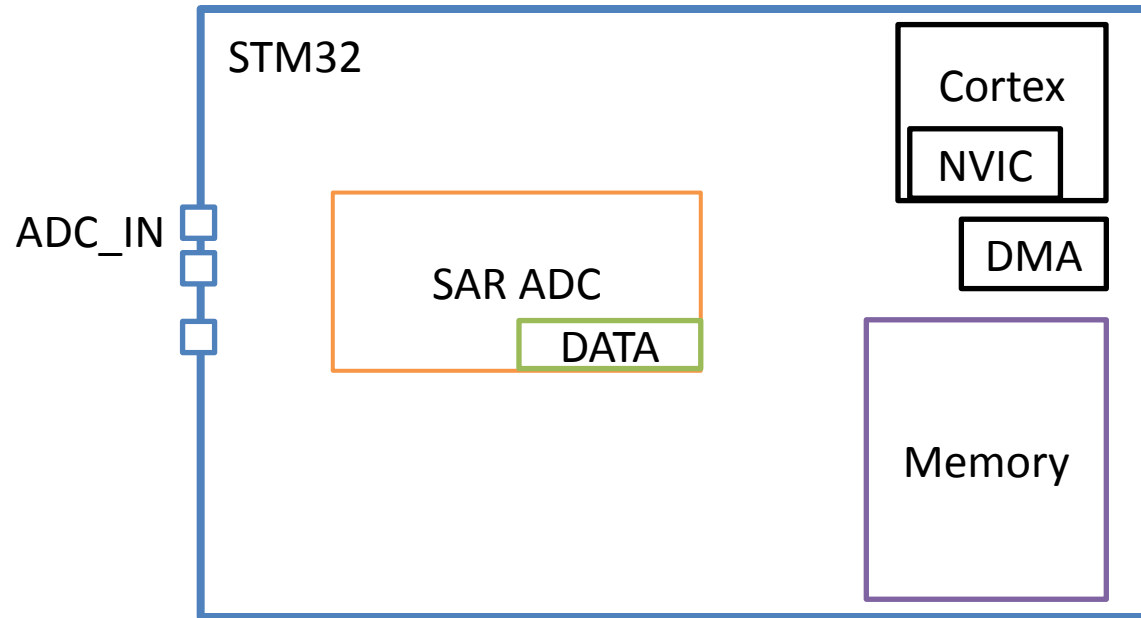 STM32
Cortex
NVIC
ADC_IN
DMA
SAR ADC
DATA
Memory